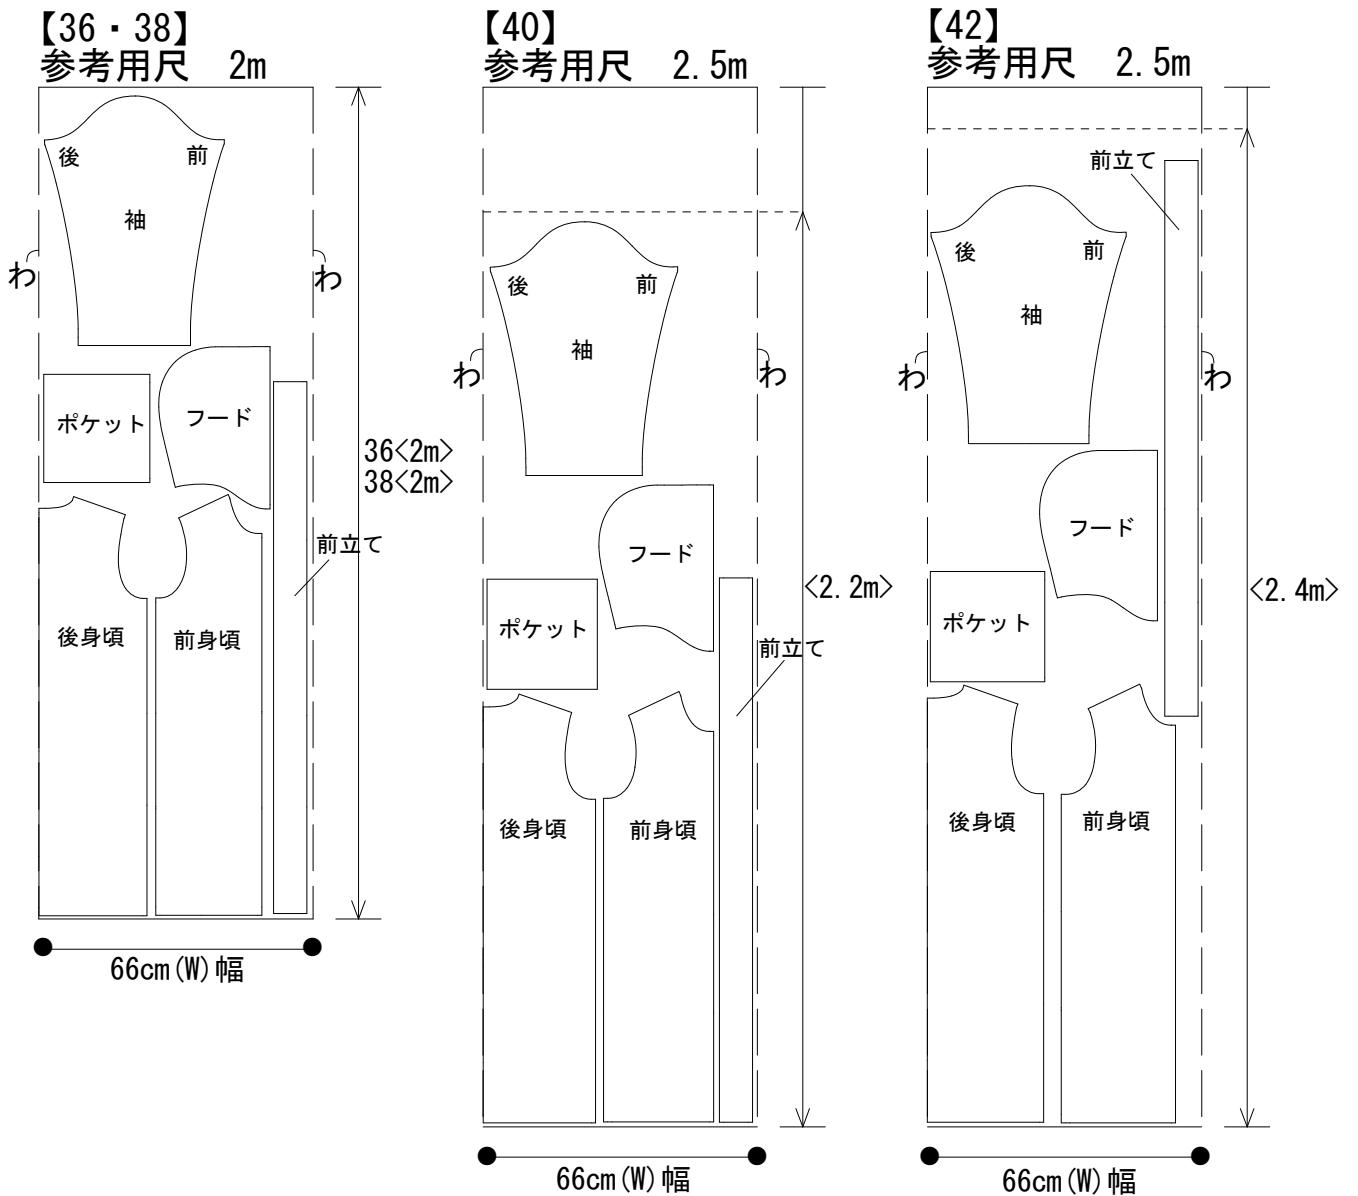 【36・38】
参考用尺　2m
後
前
袖
わ
わ
ポケット
フード
36<2m>
38<2m>
前立て
後身頃
前身頃
66cm(W)幅
【40】
参考用尺　2.5m
後
前
袖
わ
わ
フード
ポケット
<2.2m>
前立て
後身頃
前身頃
66cm(W)幅
【42】
参考用尺　2.5m
前立て
後
前
袖
わ
わ
フード
ポケット
<2.4m>
後身頃
前身頃
66cm(W)幅